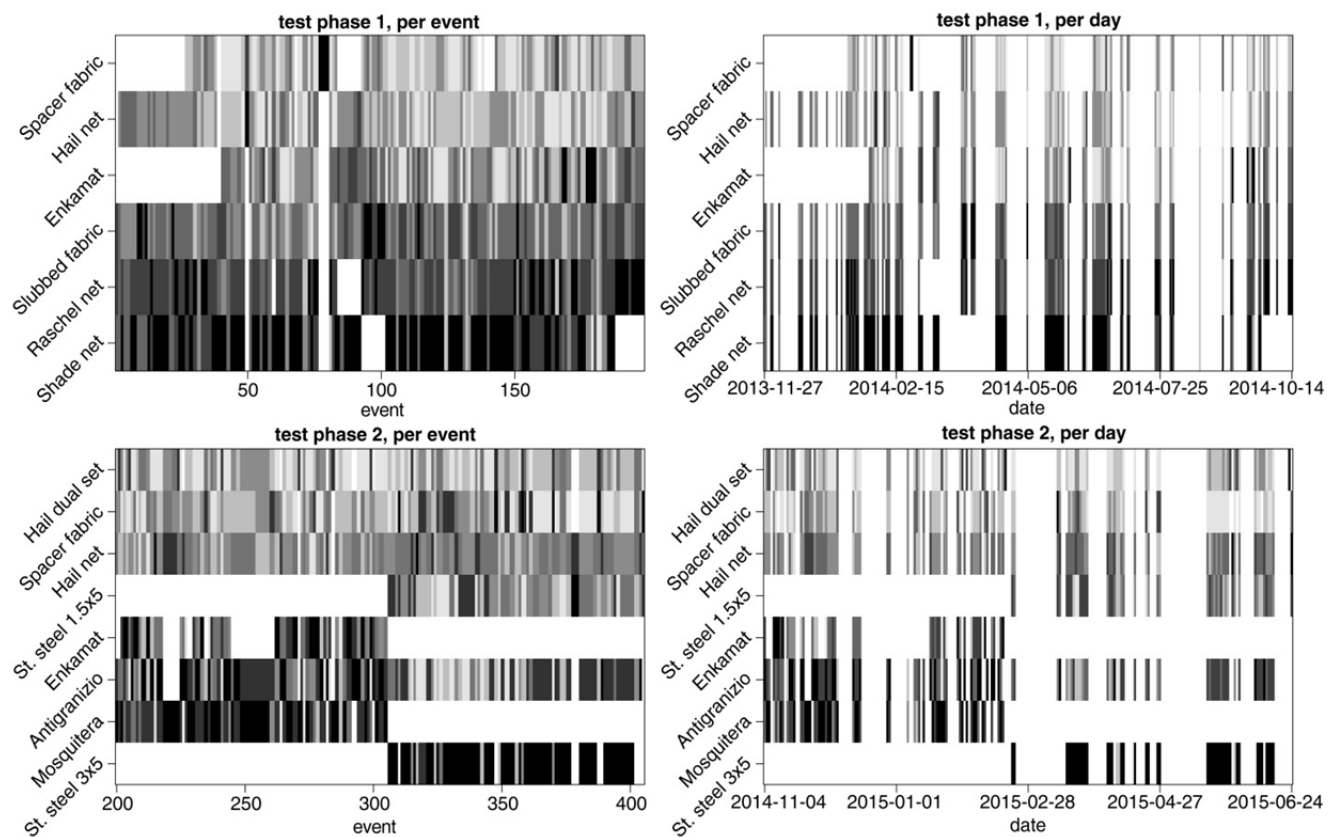 test phase 1, per event
Spacer fabric
Hail net
Enkamat
Slubbed fabric
Raschel net
Shade net
50 100 150
event
test phase 1, per day
Spacer fabric
Hail net
Enkamat
Slubbed fabric
Raschel net
Shade net
2013-11-27 2014-02-15 2014-05-06 2014-07-25 2014-10-14
date
test phase 2, per event
Hail dual set
Spacer fabric
Hail net
St. steel 1.5x5
Enkamat
Antigranizio
Mosquitera
St. steel 3x5
200 250 300 350 400
event
test phase 2, per day
Hail dual set
Spacer fabric
Hail net
St. steel 1.5x5
Enkamat
Antigranizio
Mosquitera
St. steel 3x5
2014-11-04 2015-01-01 2015-02-28 2015-04-27 2015-06-24
date